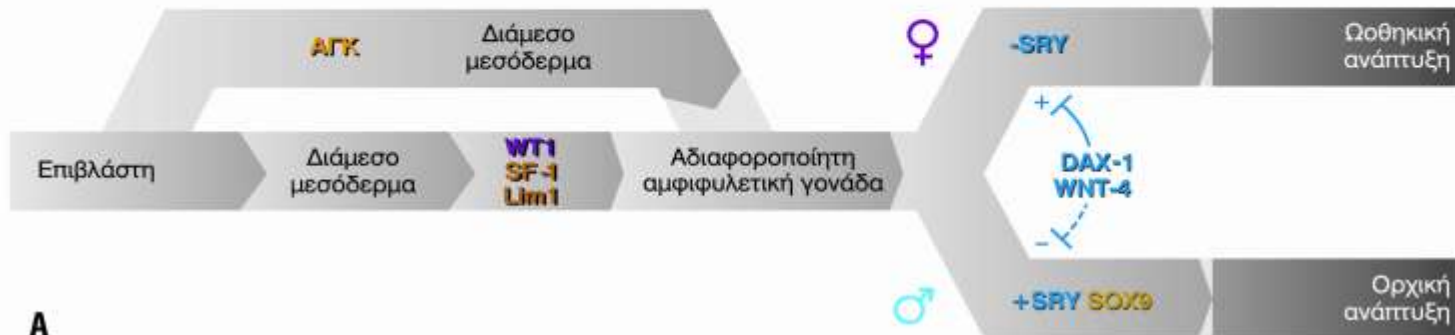 ΑΓΚ
Διάμεσο
μεσόδερμα
♀
-SRY
Ωοθηκική
ανάπτυξη
+
Επιβλάστη
Διάμεσο
μεσόδερμα
WT1
SF-1
Lim1
Αδιαφοροποίητη
αμφιφυλετική γονάδα
DAX-1
WNT-4
−
♂
+SRY SOX9
Ορχική
ανάπτυξη
A